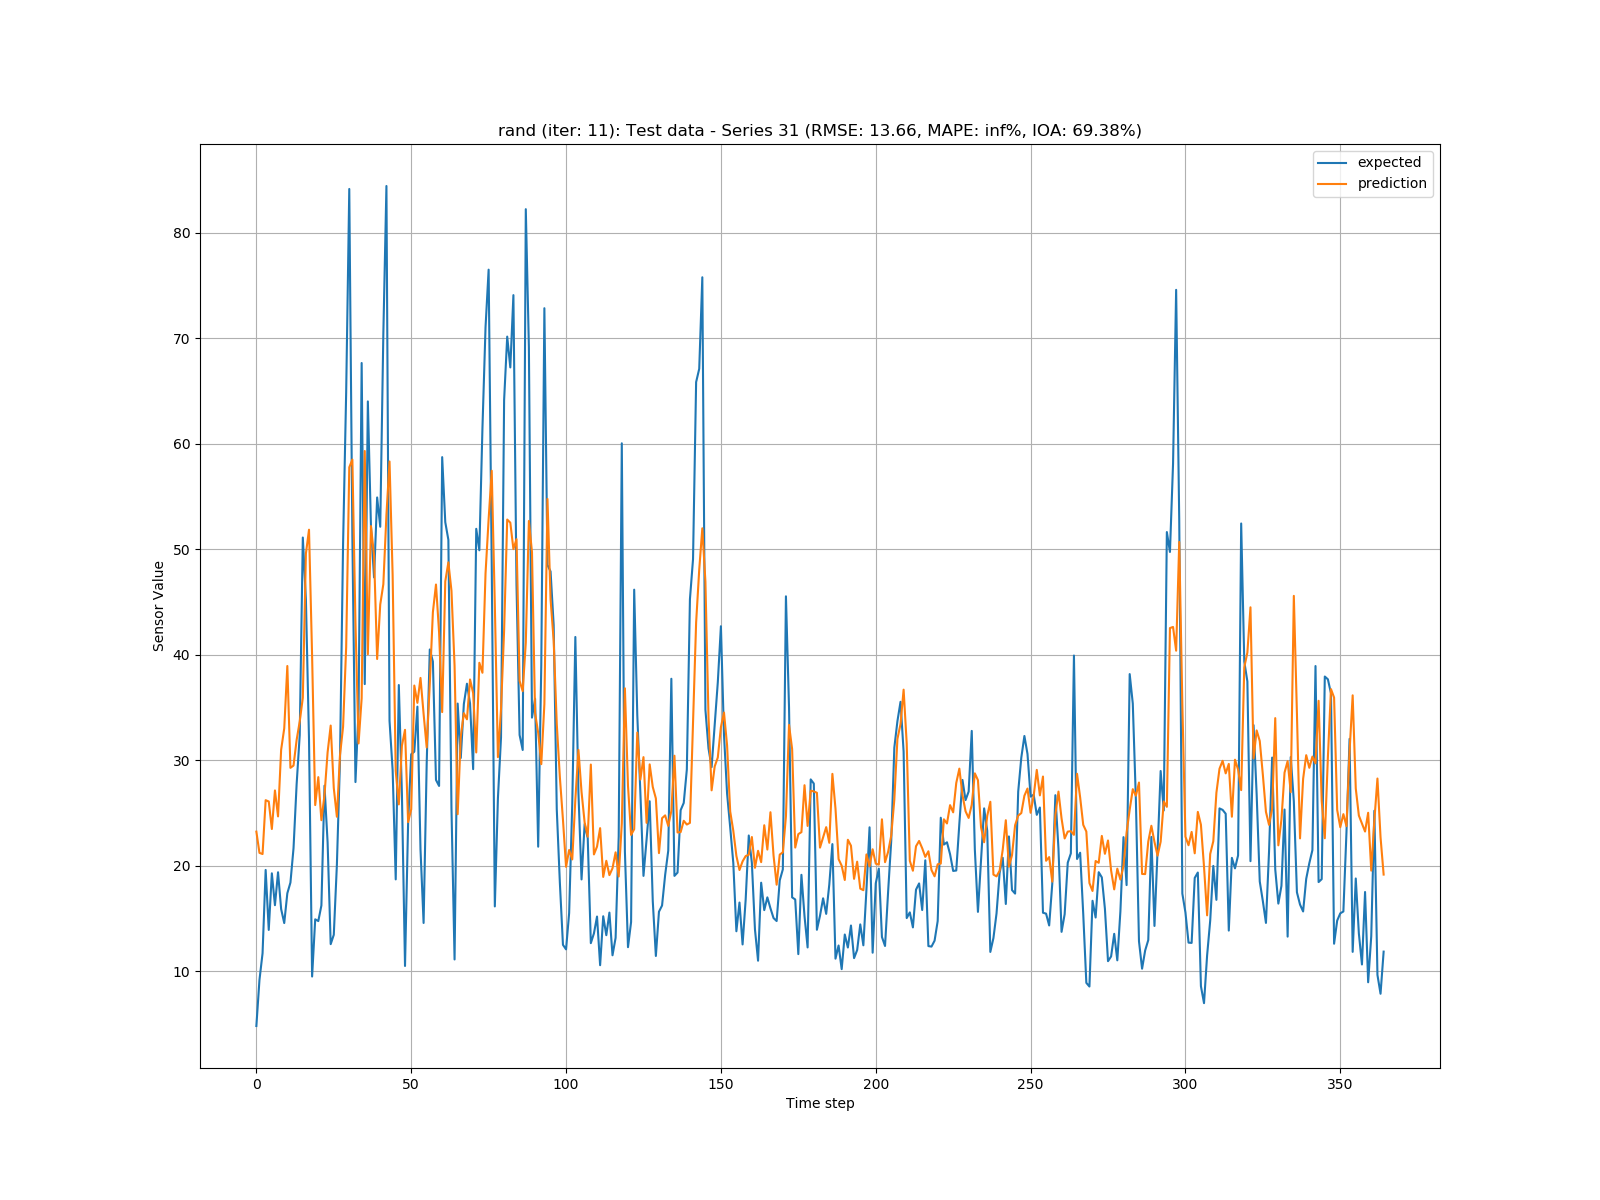 rand (iter: 11): Test data - Series 31 (RMSE: 13.66, MAPE: inf%, IOA: 69.38%)
expected
prediction
80
70
60
50
40
30
20
10
Sensor Value
0 50 100 150 200 250 300 350
Time step